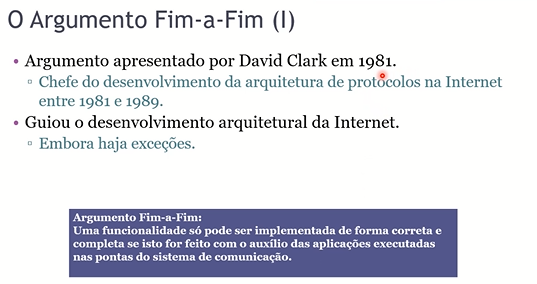 O Argumento Fim-a-Fim (I)
• Argumento apresentado por David Clark em 1981.
▫ Chefe do desenvolvimento da arquitetura de protocolos na Internet
entre 1981 e 1989.
• Guiou o desenvolvimento arquitetural da Internet.
▫ Embora haja exceções.
Argumento Fim-a-Fim:
Uma funcionalidade só pode ser implementada de forma correta e
completa se isto for feito com o auxílio das aplicações executadas
nas pontas do sistema de comunicação.